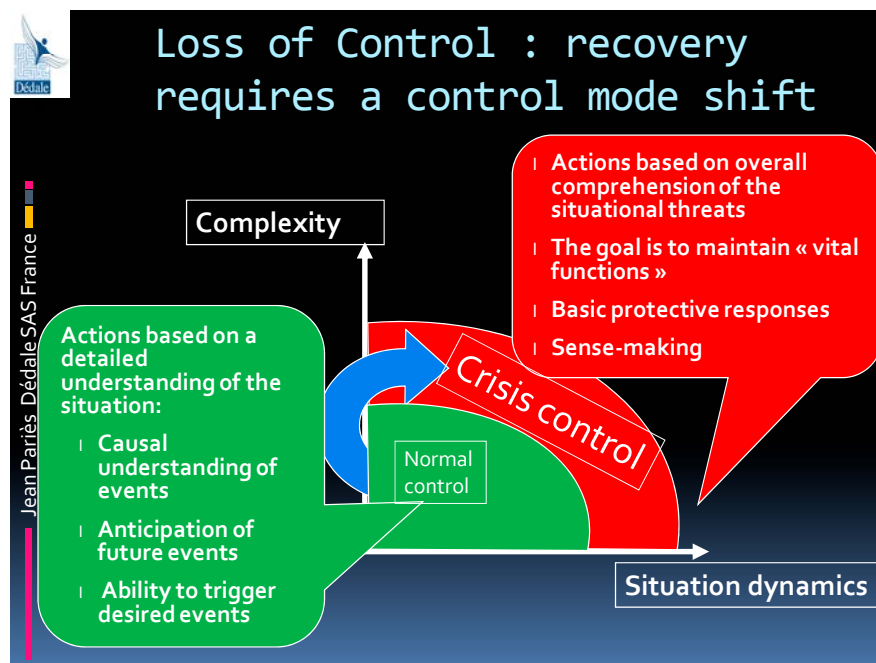 Dédale
Loss of Control : recovery
requires a control mode shift
Jean Pariès Dédale SAS France
Complexity
Actions based on overall
comprehension of the
situational threats
The goal is to maintain « vital
functions »
Basic protective responses
Sense-making
Actions based on a
detailed
understanding of the
situation:
Causal
understanding of
events
Anticipation of
future events
Ability to trigger
desired events
Crisis control
Normal
control
Situation dynamics